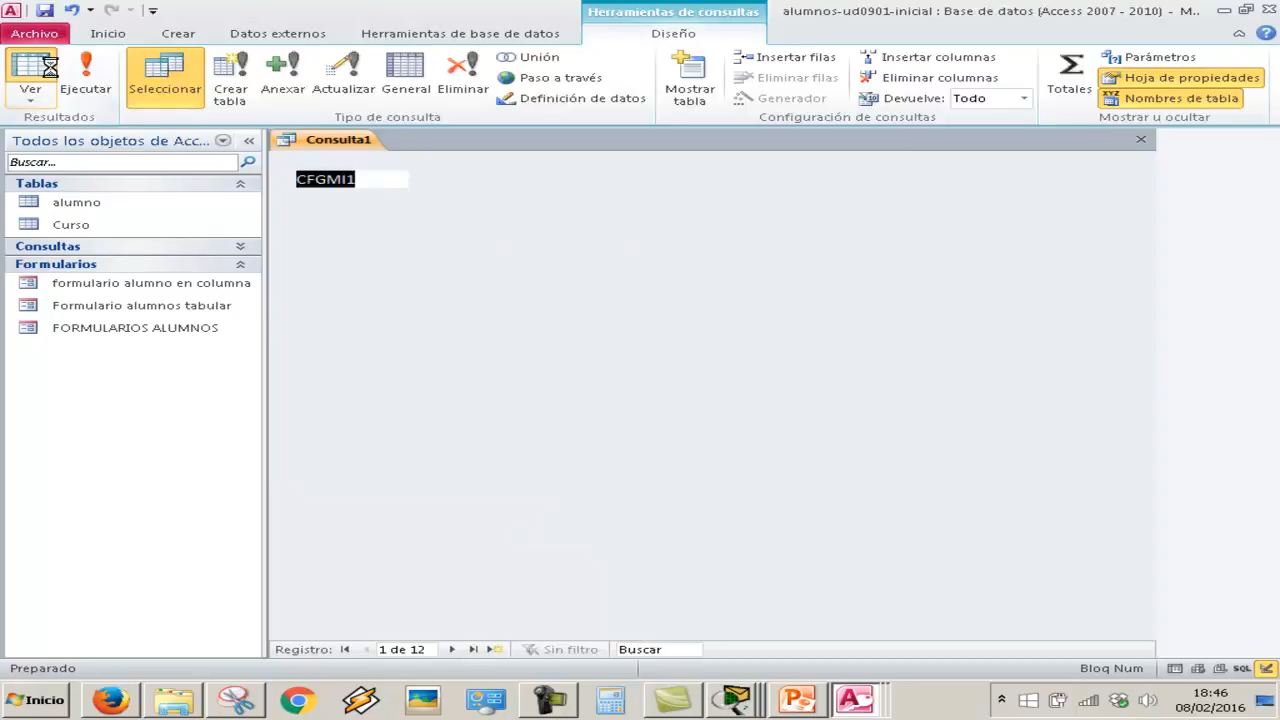 Herramientas de consultas
alumnos-ud0901-inicial : Base de datos (Access 2007 - 2010) - M...
Archivo Inicio Crear Datos externos Herramientas de base de datos Diseño
Ver
Ejecutar
Seleccionar
Crear tabla
Anexar
Actualizar
General
Eliminar
Unión
Paso a través
Definición de datos
Mostrar tabla
Insertar filas
Eliminar filas
Generador
Insertar columnas
Eliminar columnas
Devuelve: Todo
Totales
Parámetros
Hoja de propiedades
Nombres de tabla
Resultados Tipo de consulta Configuración de consultas Mostrar u ocultar
Todos los objetos de Acc...
Buscar...
Tablas
alumno
Curso
Consultas
Formularios
formulario alumno en columna
Formulario alumnos tabular
FORMULARIOS ALUMNOS
Consulta1
CFGMI1
Registro: 1 de 12 Sin filtro Buscar
Preparado Bloq Num SQL
Inicio
18:46
08/02/2016